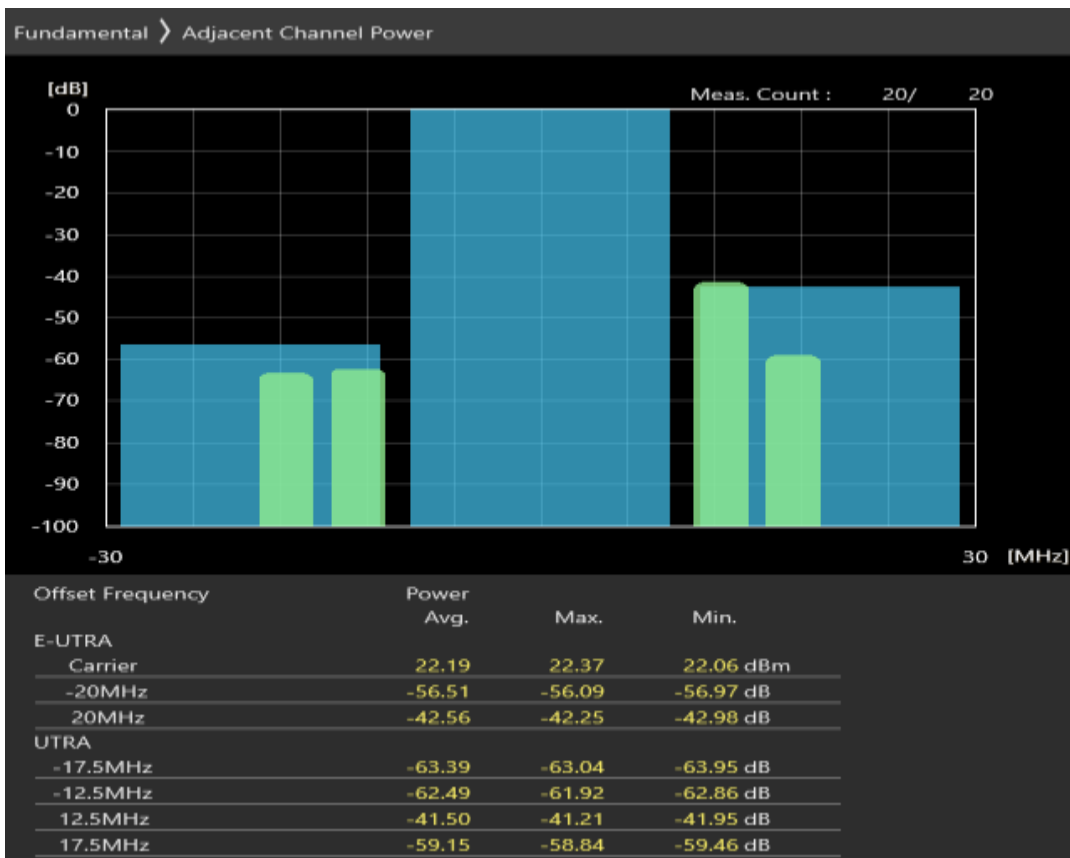 Fundamental ❯ Adjacent Channel Power
[dB]
Meas. Count : 20/ 20
0
-10
-20
-30
-40
-50
-60
-70
-80
-90
-100
-30 30 [MHz]
Offset Frequency Power
Avg. Max. Min.
E-UTRA
Carrier 22.19 22.37 22.06 dBm
-20MHz -56.51 -56.09 -56.97 dB
20MHz -42.56 -42.25 -42.98 dB
UTRA
-17.5MHz -63.39 -63.04 -63.95 dB
-12.5MHz -62.49 -61.92 -62.86 dB
12.5MHz -41.50 -41.21 -41.95 dB
17.5MHz -59.15 -58.84 -59.46 dB